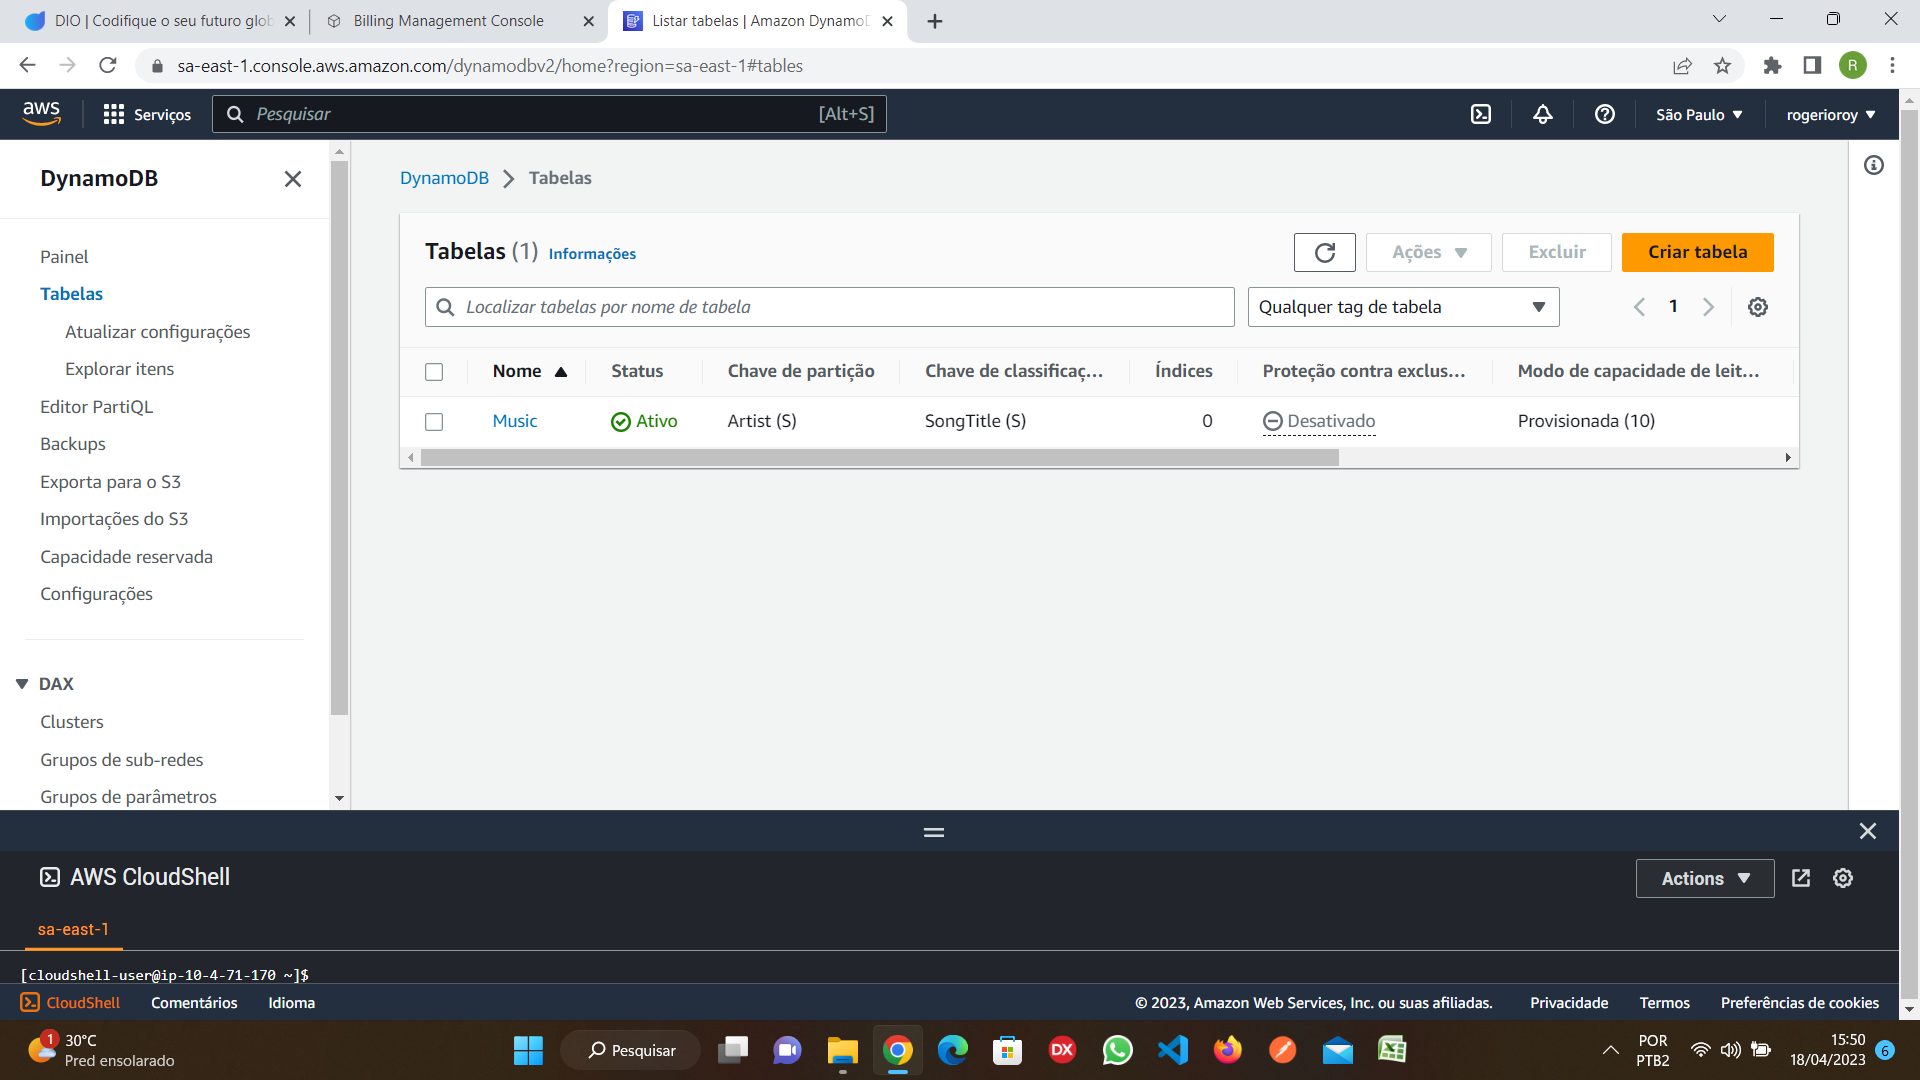 DIO | Codifique o seu futuro glob
Billing Management Console
Listar tabelas | Amazon DynamoD
sa-east-1.console.aws.amazon.com/dynamodbv2/home?region=sa-east-1#tables
R
aws
Serviços
Pesquisar
[Alt+S]
São Paulo
rogerioroy
DynamoDB
Painel
Tabelas
Atualizar configurações
Explorar itens
Editor PartiQL
Backups
Exporta para o S3
Importações do S3
Capacidade reservada
Configurações
DAX
Clusters
Grupos de sub-redes
Grupos de parâmetros
DynamoDB
Tabelas
Tabelas (1) Informações
Ações
Excluir
Criar tabela
Localizar tabelas por nome de tabela
Qualquer tag de tabela
1
Nome
Status
Chave de partição
Chave de classificaç...
Índices
Proteção contra exclus...
Modo de capacidade de leit...
Music
Ativo
Artist (S)
SongTitle (S)
0
Desativado
Provisionada (10)
AWS CloudShell
Actions
sa-east-1
[cloudshell-user@ip-10-4-71-170 ~]$
CloudShell
Comentários
Idioma
© 2023, Amazon Web Services, Inc. ou suas afiliadas.
Privacidade
Termos
Preferências de cookies
1
30°C
Pred ensolarado
Pesquisar
DX
POR
PTB2
15:50
18/04/2023
6